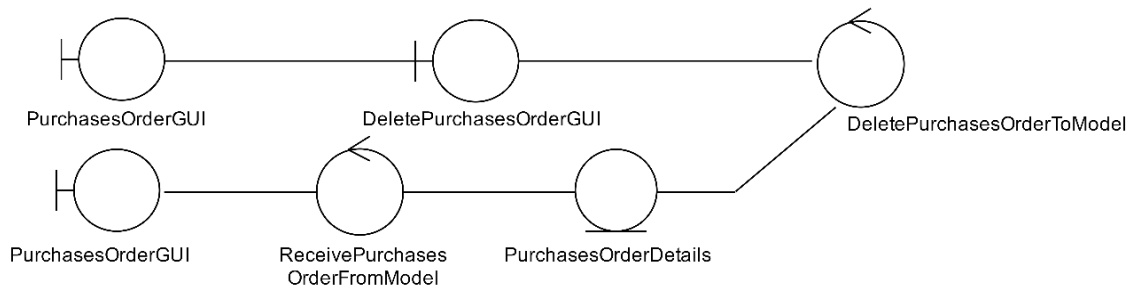 PurchasesOrderGUI
DeletePurchasesOrderGUI
DeletePurchasesOrderToModel
PurchasesOrderGUI
ReceivePurchases
OrderFromModel
PurchasesOrderDetails